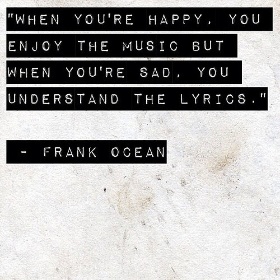 "WHEN YOU'RE HAPPY, YOU
ENJOY THE MUSIC BUT
WHEN YOU'RE SAD, YOU
UNDERSTAND THE LYRICS."
- FRANK OCEAN